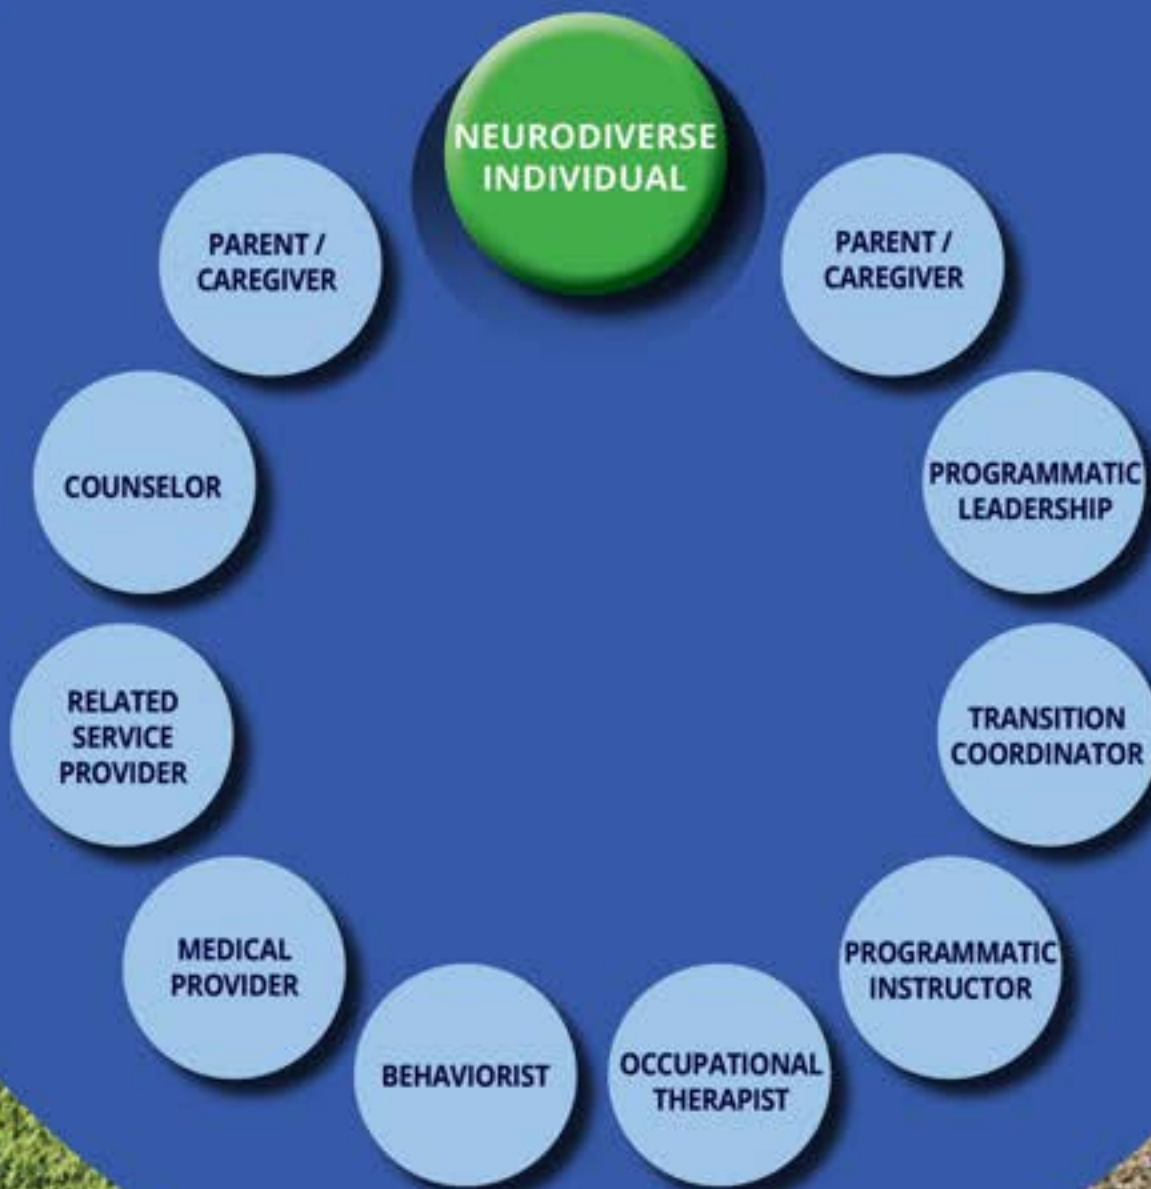 NEURODIVERSE
INDIVIDUAL
PARENT /
CAREGIVER
PARENT /
CAREGIVER
COUNSELOR
PROGRAMMATIC
LEADERSHIP
RELATED
SERVICE
PROVIDER
TRANSITION
COORDINATOR
MEDICAL
PROVIDER
PROGRAMMATIC
INSTRUCTOR
BEHAVIORIST
OCCUPATIONAL
THERAPIST